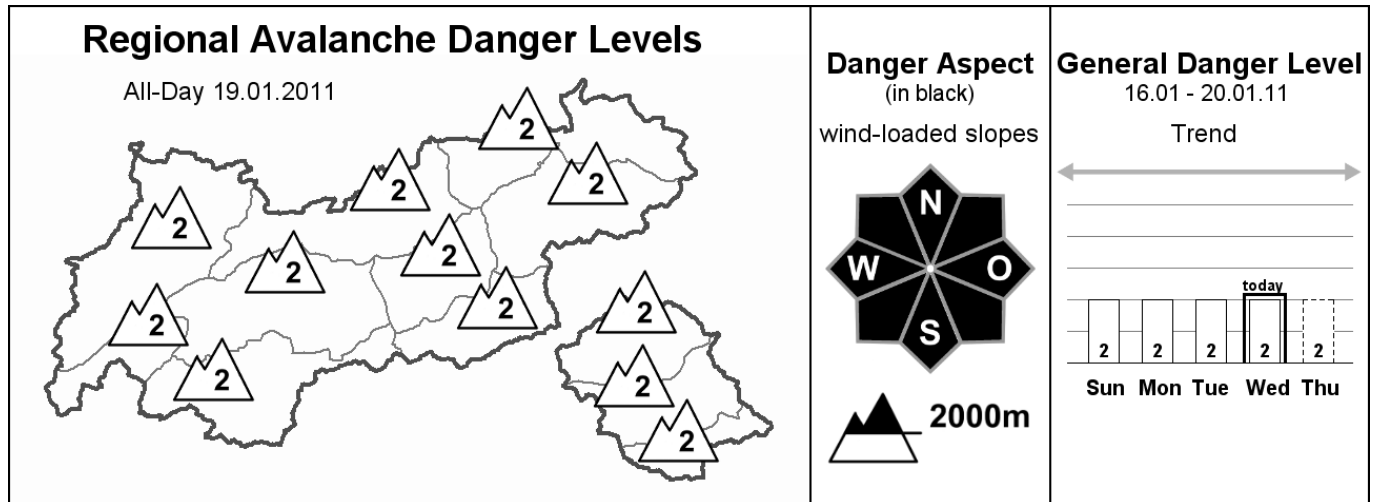 Regional Avalanche Danger Levels
All-Day 19.01.2011
2
2
2
2
2
2
2
2
2
2
2
2
2
Danger Aspect
(in black)
wind-loaded slopes
N
W O
S
2000m
General Danger Level
16.01 - 20.01.11
Trend
today
2 2 2 2 2
Sun Mon Tue Wed Thu